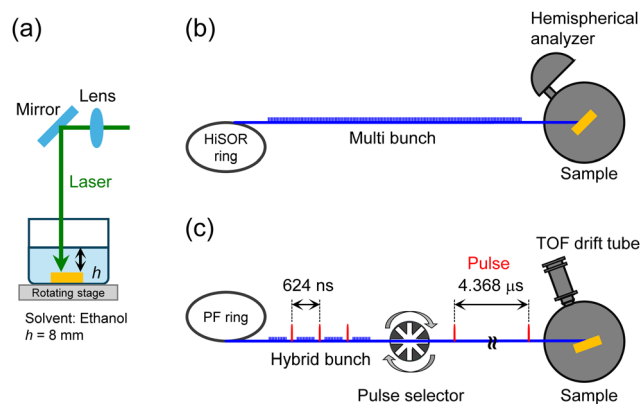 (a)
Mirror
Lens
Laser
h
Rotating stage
Solvent: Ethanol
h = 8 mm
(b)
Hemispherical
analyzer
HiSOR
ring
Multi bunch
Sample
(c)
TOF drift tube
Pulse
624 ns
4.368 μs
PF ring
Hybrid bunch
Pulse selector
Sample